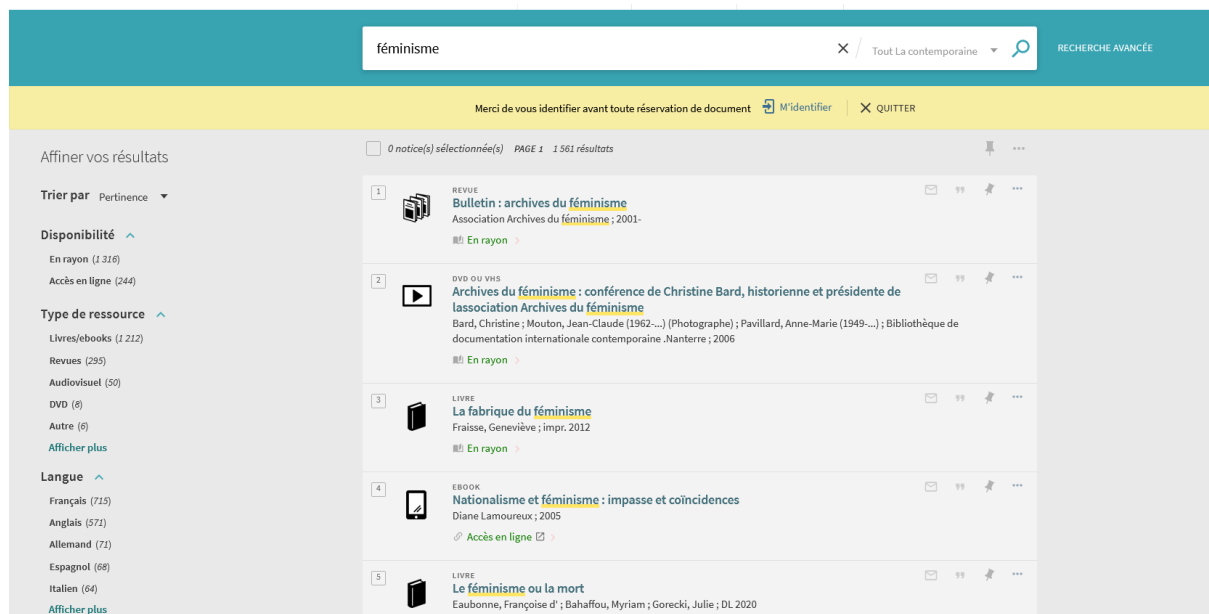 féminisme
Tout La contemporaine
RECHERCHE AVANCÉE
Merci de vous identifier avant toute réservation de document M'identifier QUITTER
Affiner vos résultats
Trier par Pertinence
Disponibilité
En rayon (1 316)
Accès en ligne (244)
Type de ressource
Livres/ebooks (1 212)
Revues (295)
Audiovisuel (50)
DVD (8)
Autre (6)
Afficher plus
Langue
Français (715)
Anglais (571)
Allemand (71)
Espagnol (68)
Italien (64)
Afficher plus
0 notice(s) sélectionnée(s) PAGE 1 1 561 résultats
1
REVUE
Bulletin : archives du féminisme
Association Archives du féminisme ; 2001-
En rayon
2
DVD OU VHS
Archives du féminisme : conférence de Christine Bard, historienne et présidente de
lassociation Archives du féminisme
Bard, Christine ; Mouton, Jean-Claude (1962-...) (Photographe) ; Pavillard, Anne-Marie (1949-...) ; Bibliothèque de
documentation internationale contemporaine .Nanterre ; 2006
En rayon
3
LIVRE
La fabrique du féminisme
Fraisse, Geneviève ; impr. 2012
En rayon
4
EBOOK
Nationalisme et féminisme : impasse et coïncidences
Diane Lamoureux ; 2005
Accès en ligne
5
LIVRE
Le féminisme ou la mort
Eaubonne, Françoise d' ; Bahaffou, Myriam ; Gorecki, Julie ; DL 2020